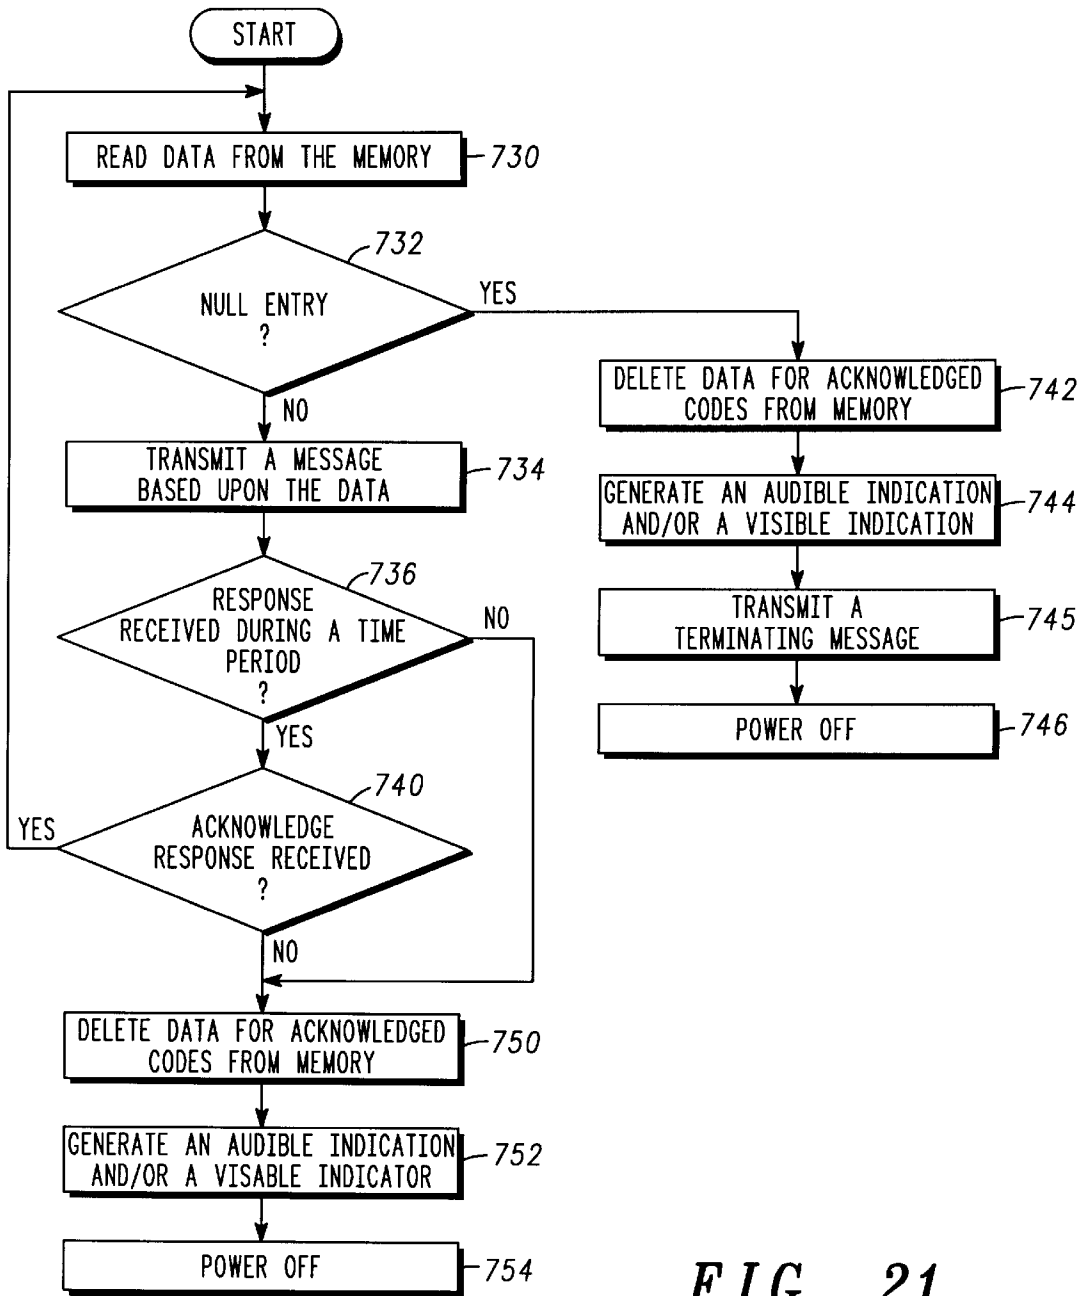 START
READ DATA FROM THE MEMORY
730
732
NULL ENTRY
?
YES
NO
TRANSMIT A MESSAGE
BASED UPON THE DATA
734
736
RESPONSE
RECEIVED DURING A TIME
PERIOD
?
NO
YES
740
ACKNOWLEDGE
RESPONSE RECEIVED
?
YES
NO
DELETE DATA FOR ACKNOWLEDGED
CODES FROM MEMORY
750
GENERATE AN AUDIBLE INDICATION
AND/OR A VISABLE INDICATOR
752
POWER OFF
754
DELETE DATA FOR ACKNOWLEDGED
CODES FROM MEMORY
742
GENERATE AN AUDIBLE INDICATION
AND/OR A VISIBLE INDICATION
744
TRANSMIT A
TERMINATING MESSAGE
745
POWER OFF
746
FIG. 21